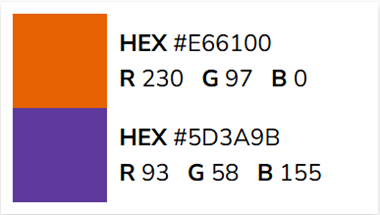 HEX #E66100
R 230 G 97 B 0
HEX #5D3A9B
R 93 G 58 B 155